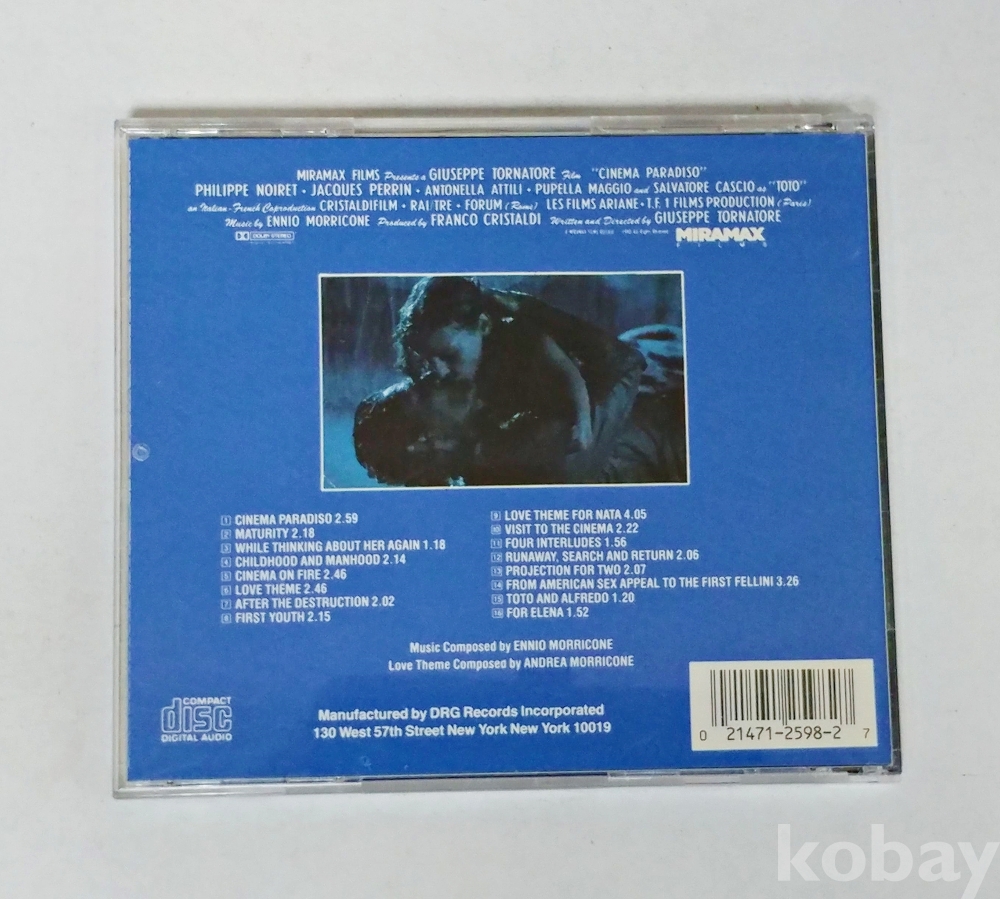 MIRAMAX FILMS Presents a GIUSEPPE TORNATORE Film "CINEMA PARADISO"
PHILIPPE NOIRET · JACQUES PERRIN · ANTONELLA ATTILI · PUPELLA MAGGIO and SALVATORE CASCIO as "TOTO"
an Italian-French Coproduction CRISTALDIFILM · RAI/TRE · FORUM (Rome) LES FILMS ARIANE · T.F. 1 FILMS PRODUCTION (Paris)
Music by ENNIO MORRICONE Produced by FRANCO CRISTALDI Written and Directed by GIUSEPPE TORNATORE
DOLBY STEREO
MIRAMAX
FILMS
1 CINEMA PARADISO 2.59
2 MATURITY 2.18
3 WHILE THINKING ABOUT HER AGAIN 1.18
4 CHILDHOOD AND MANHOOD 2.14
5 CINEMA ON FIRE 2.46
6 LOVE THEME 2.46
7 AFTER THE DESTRUCTION 2.02
8 FIRST YOUTH 2.15
9 LOVE THEME FOR NATA 4.05
10 VISIT TO THE CINEMA 2.22
11 FOUR INTERLUDES 1.56
12 RUNAWAY, SEARCH AND RETURN 2.06
13 PROJECTION FOR TWO 2.07
14 FROM AMERICAN SEX APPEAL TO THE FIRST FELLINI 3.26
15 TOTO AND ALFREDO 1.20
16 FOR ELENA 1.52
Music Composed by ENNIO MORRICONE
Love Theme Composed by ANDREA MORRICONE
COMPACT
disc
DIGITAL AUDIO
Manufactured by DRG Records Incorporated
130 West 57th Street New York New York 10019
0 21471-2598-2 7
kobay